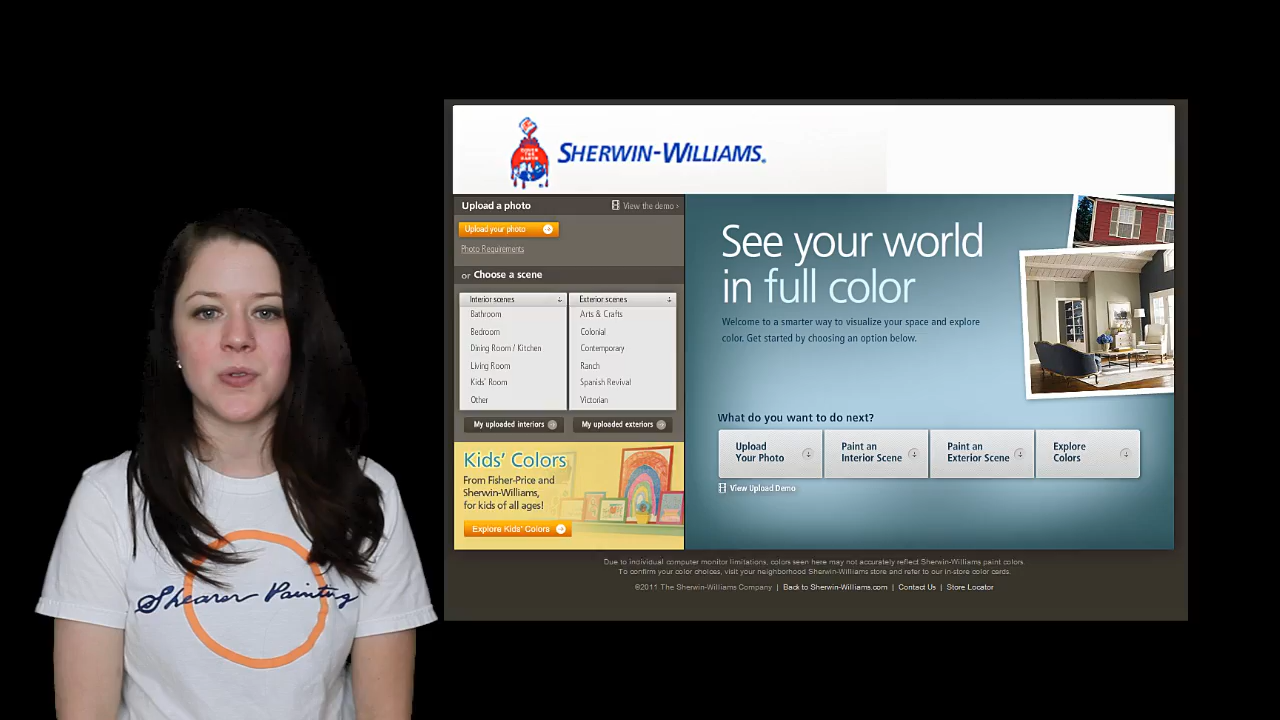 SHERWIN-WILLIAMS.
Upload a photo
View the demo ›
Upload your photo
Photo Requirements
or Choose a scene
Interior scenes
Exterior scenes
Bathroom
Arts & Crafts
Bedroom
Colonial
Dining Room / Kitchen
Contemporary
Living Room
Ranch
Kids' Room
Spanish Revival
Other
Victorian
My uploaded interiors
My uploaded exteriors
Kids' Colors
From Fisher-Price and
Sherwin-Williams,
for kids of all ages!
Explore Kids' Colors
See your world
in full color
Welcome to a smarter way to visualize your space and explore
color. Get started by choosing an option below.
What do you want to do next?
Upload
Your Photo
Paint an
Interior Scene
Paint an
Exterior Scene
Explore
Colors
View Upload Demo
Due to individual computer monitor limitations, colors seen here may not accurately reflect Sherwin-Williams paint colors.
To confirm your color choices, visit your neighborhood Sherwin-Williams store and refer to our in-store color cards.
©2011 The Sherwin-Williams Company | Back to Sherwin-Williams.com | Contact Us | Store Locator
Shearer Painting